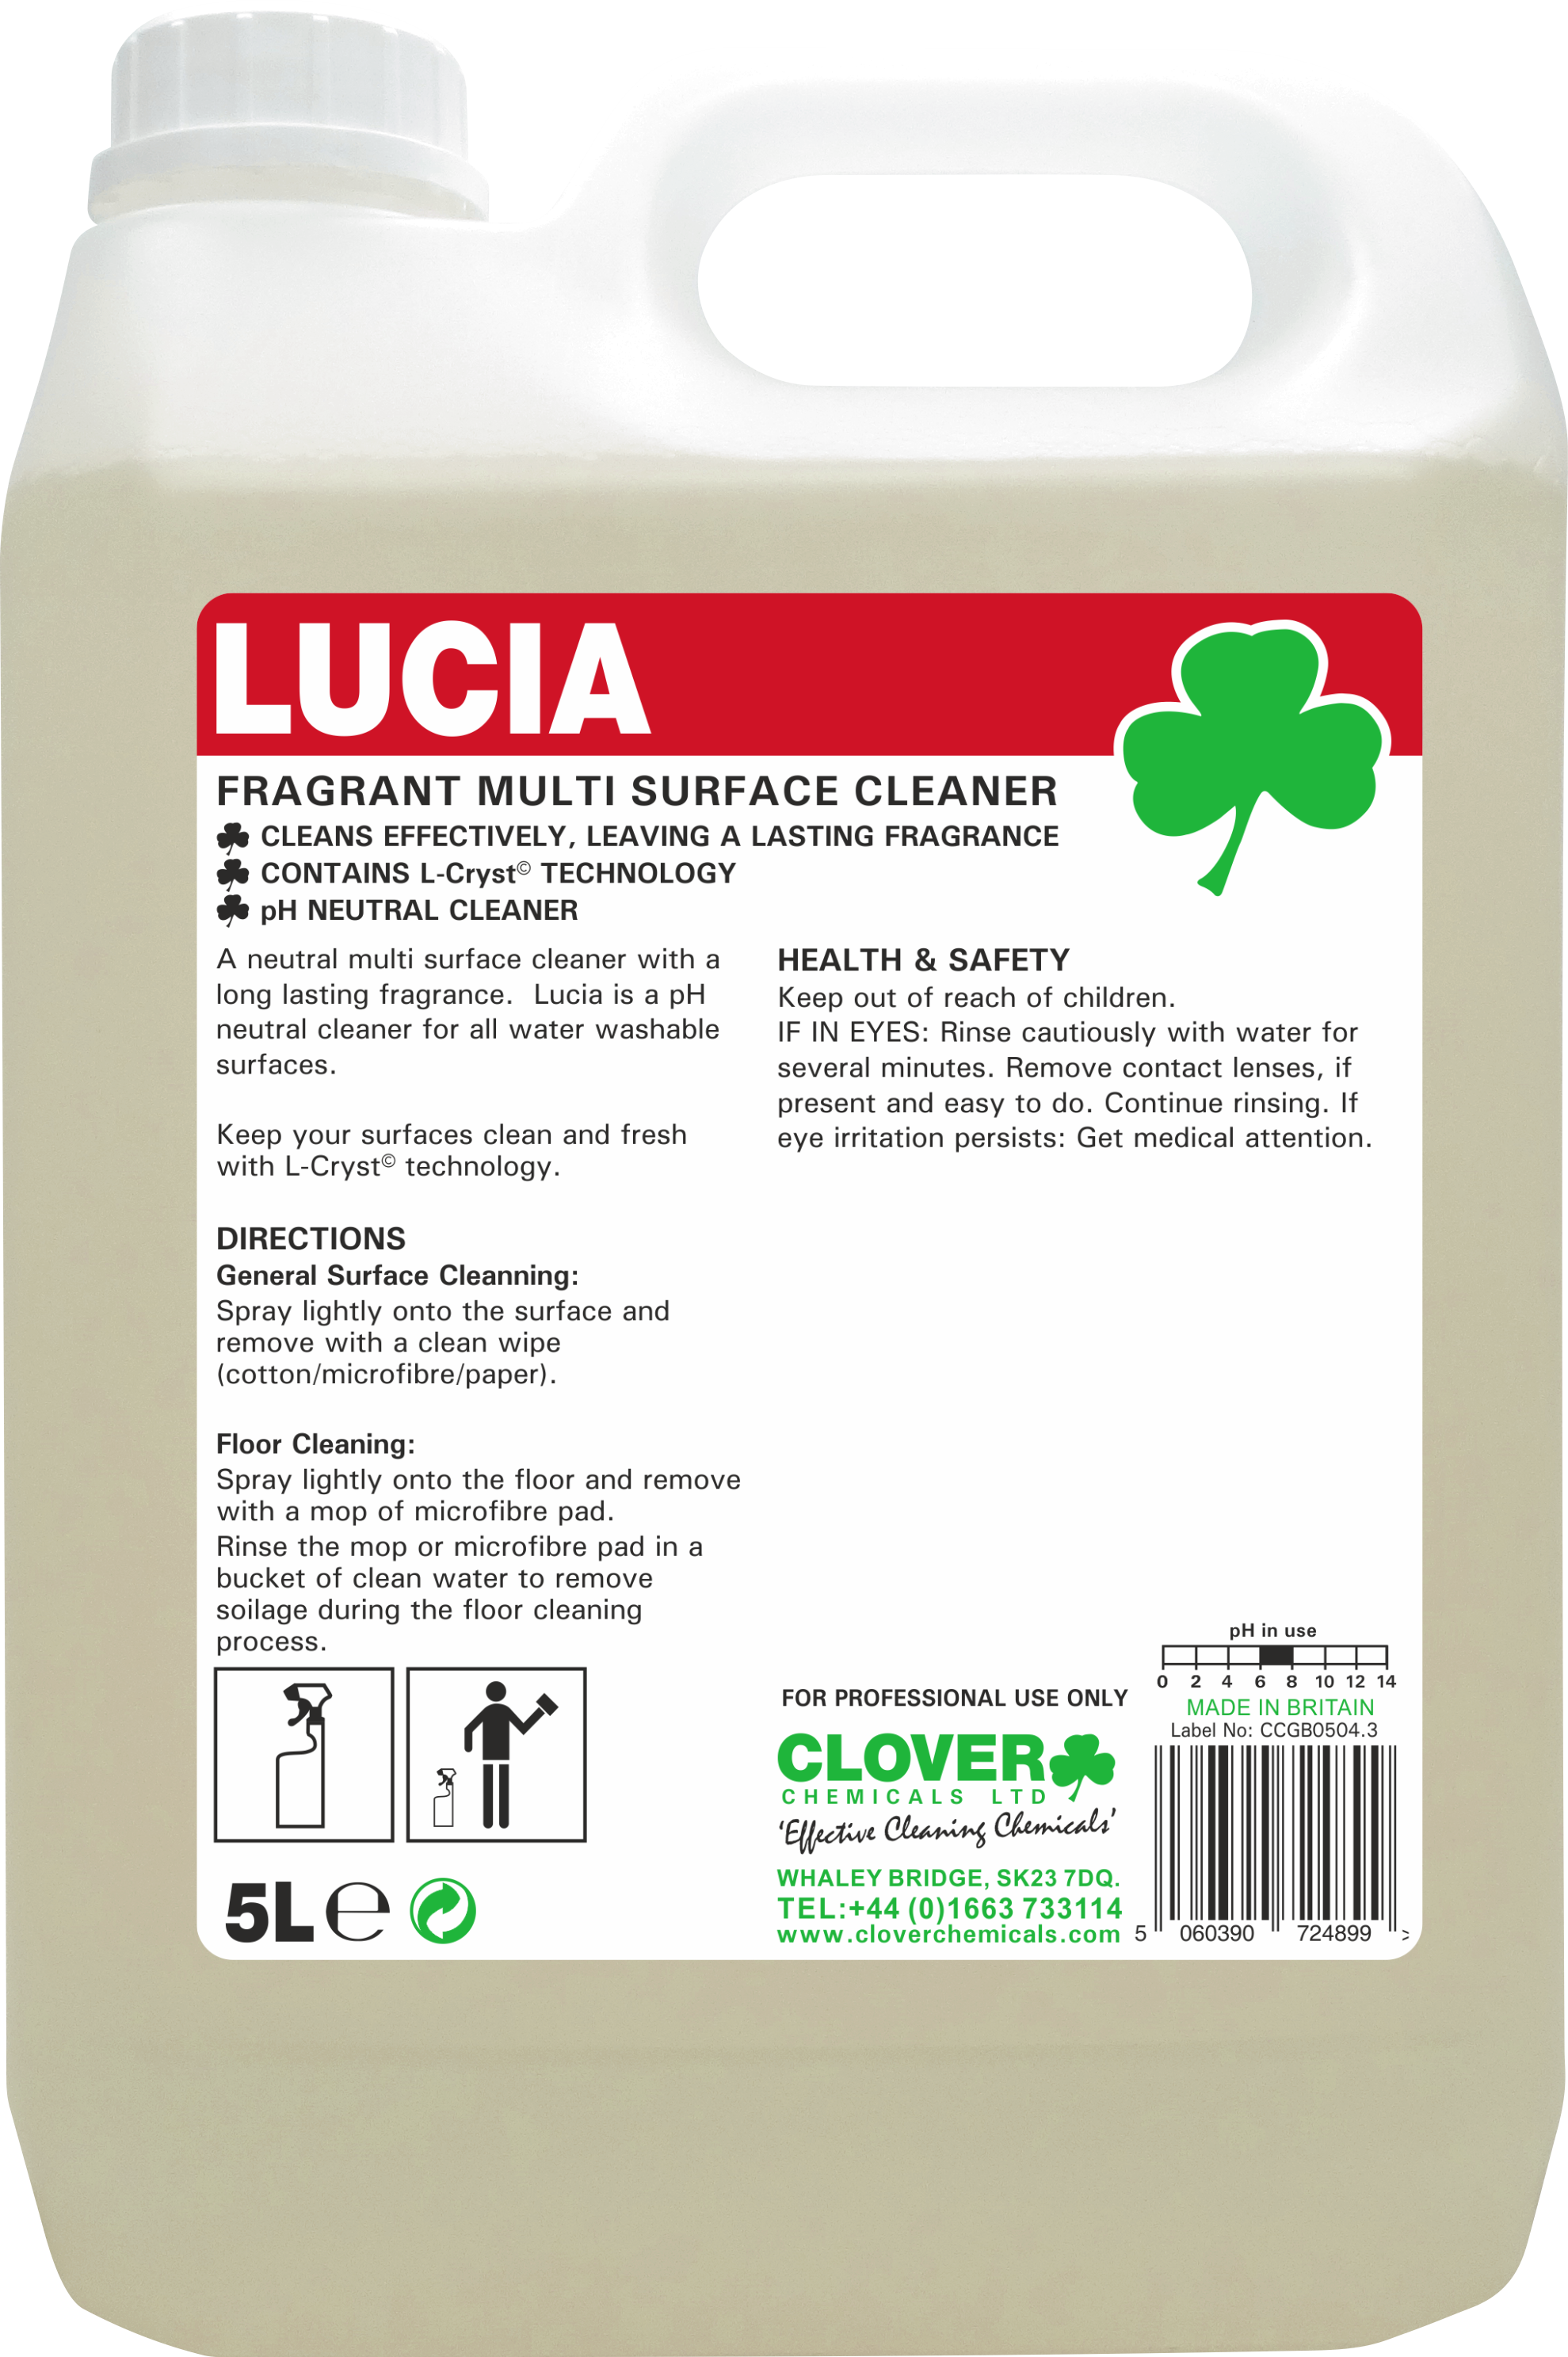 LUCIA
FRAGRANT MULTI SURFACE CLEANER
CLEANS EFFECTIVELY, LEAVING A LASTING FRAGRANCE
CONTAINS L-Cryst© TECHNOLOGY
pH NEUTRAL CLEANER
A neutral multi surface cleaner with a
long lasting fragrance. Lucia is a pH
neutral cleaner for all water washable
surfaces.
Keep your surfaces clean and fresh
with L-Cryst© technology.
DIRECTIONS
General Surface Cleanning:
Spray lightly onto the surface and
remove with a clean wipe
(cotton/microfibre/paper).
Floor Cleaning:
Spray lightly onto the floor and remove
with a mop of microfibre pad.
Rinse the mop or microfibre pad in a
bucket of clean water to remove
soilage during the floor cleaning
process.
5L e
HEALTH & SAFETY
Keep out of reach of children.
IF IN EYES: Rinse cautiously with water for
several minutes. Remove contact lenses, if
present and easy to do. Continue rinsing. If
eye irritation persists: Get medical attention.
FOR PROFESSIONAL USE ONLY
CLOVER
CHEMICALS LTD
'Effective Cleaning Chemicals'
WHALEY BRIDGE, SK23 7DQ.
TEL:+44 (0)1663 733114
www.cloverchemicals.com
pH in use
0 2 4 6 8 10 12 14
MADE IN BRITAIN
Label No: CCGB0504.3
5 060390 724899 >